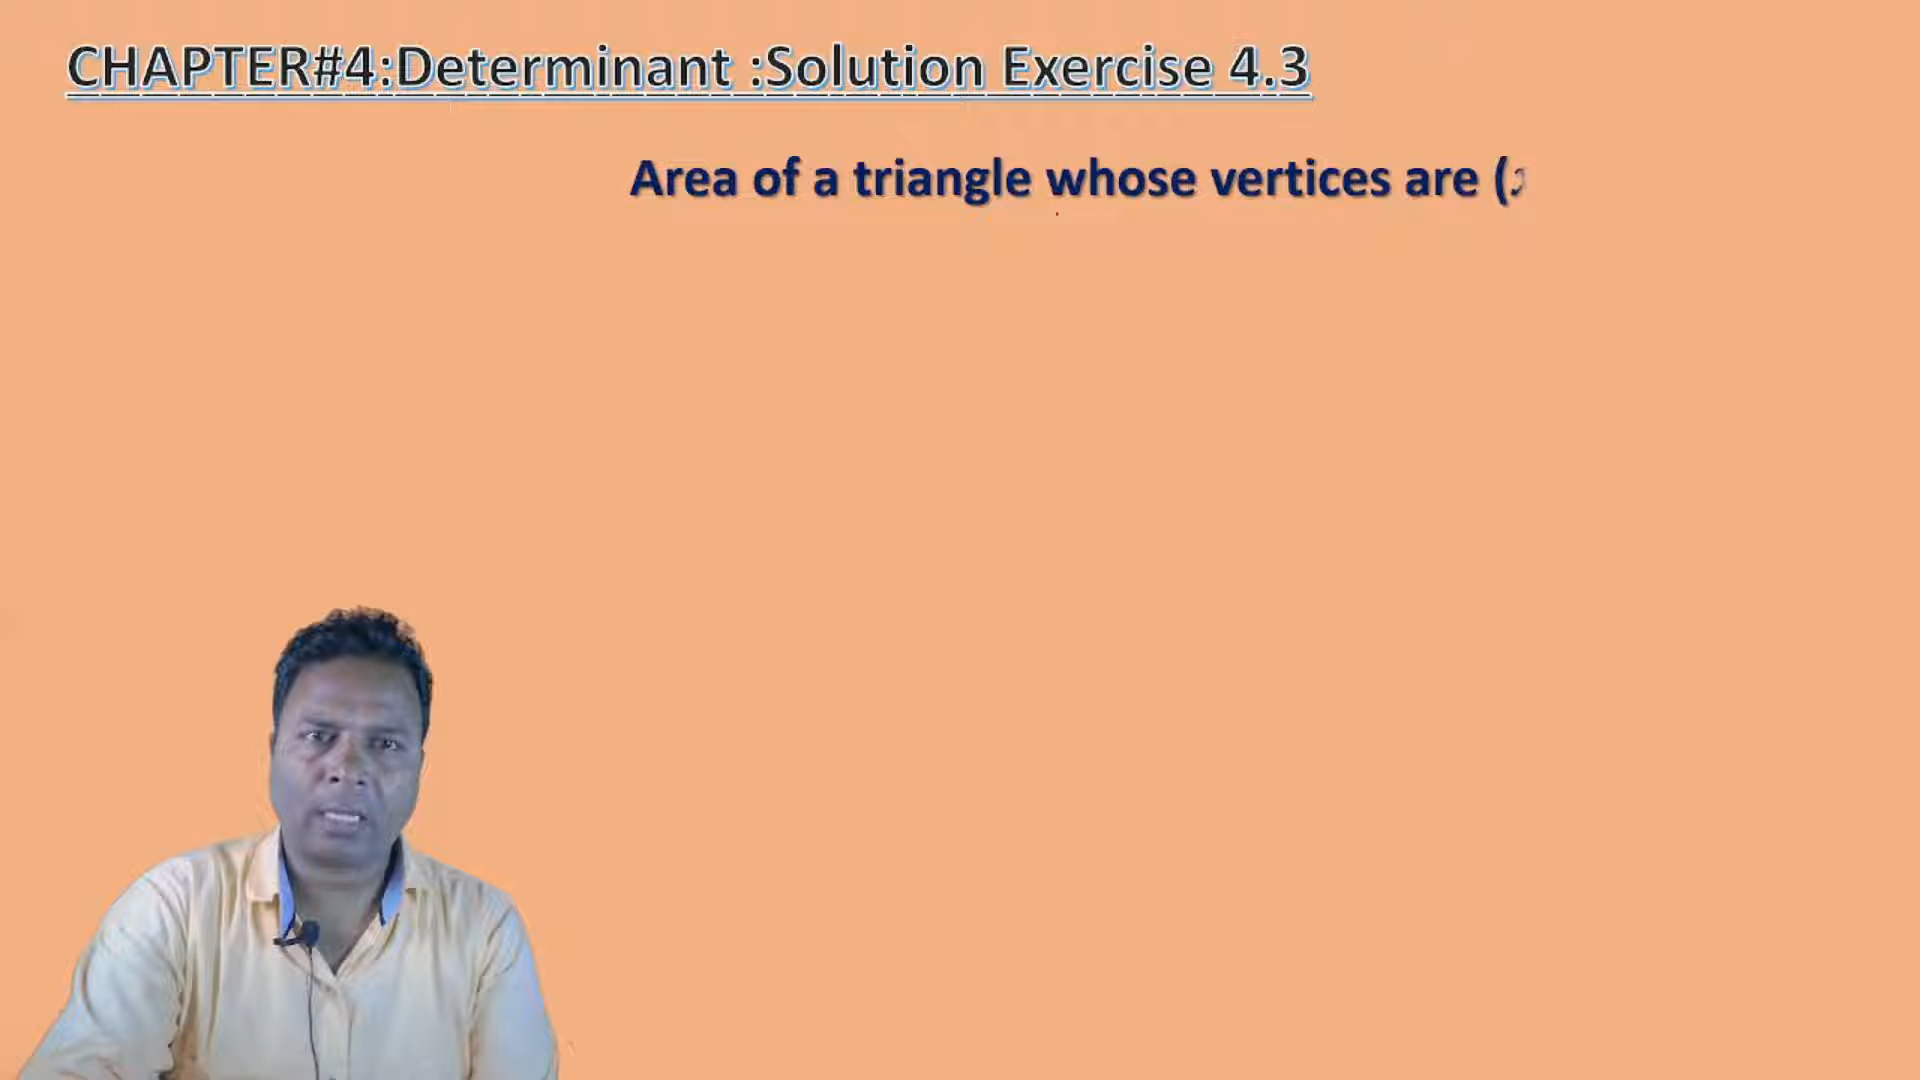 CHAPTER#4:Determinant :Solution Exercise 4.3
Area of a triangle whose vertices are (